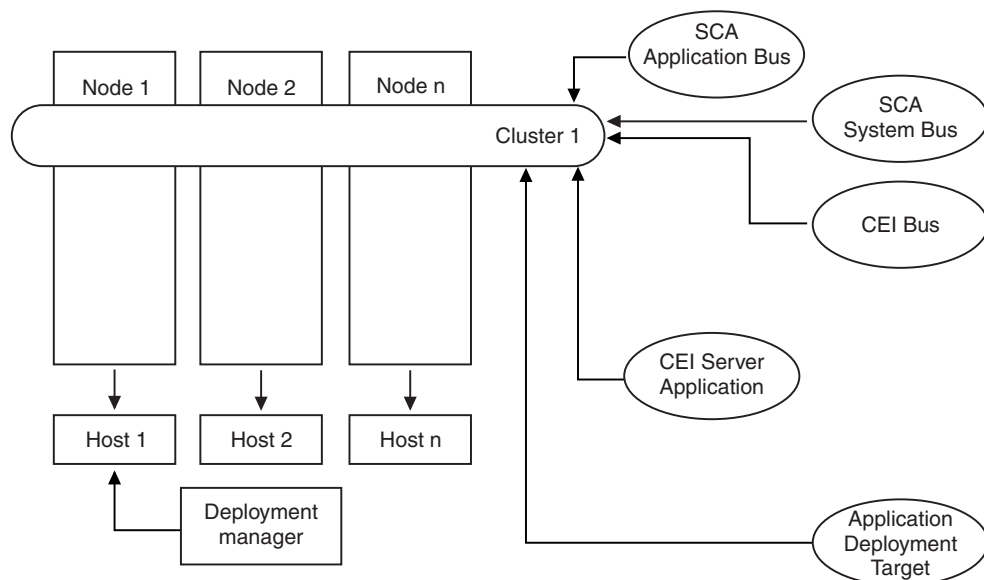 SCA
Application Bus
Node 1
Node 2
Node n
SCA
System Bus
Cluster 1
CEI Bus
CEI Server
Application
Host 1
Host 2
Host n
Deployment
manager
Application
Deployment
Target